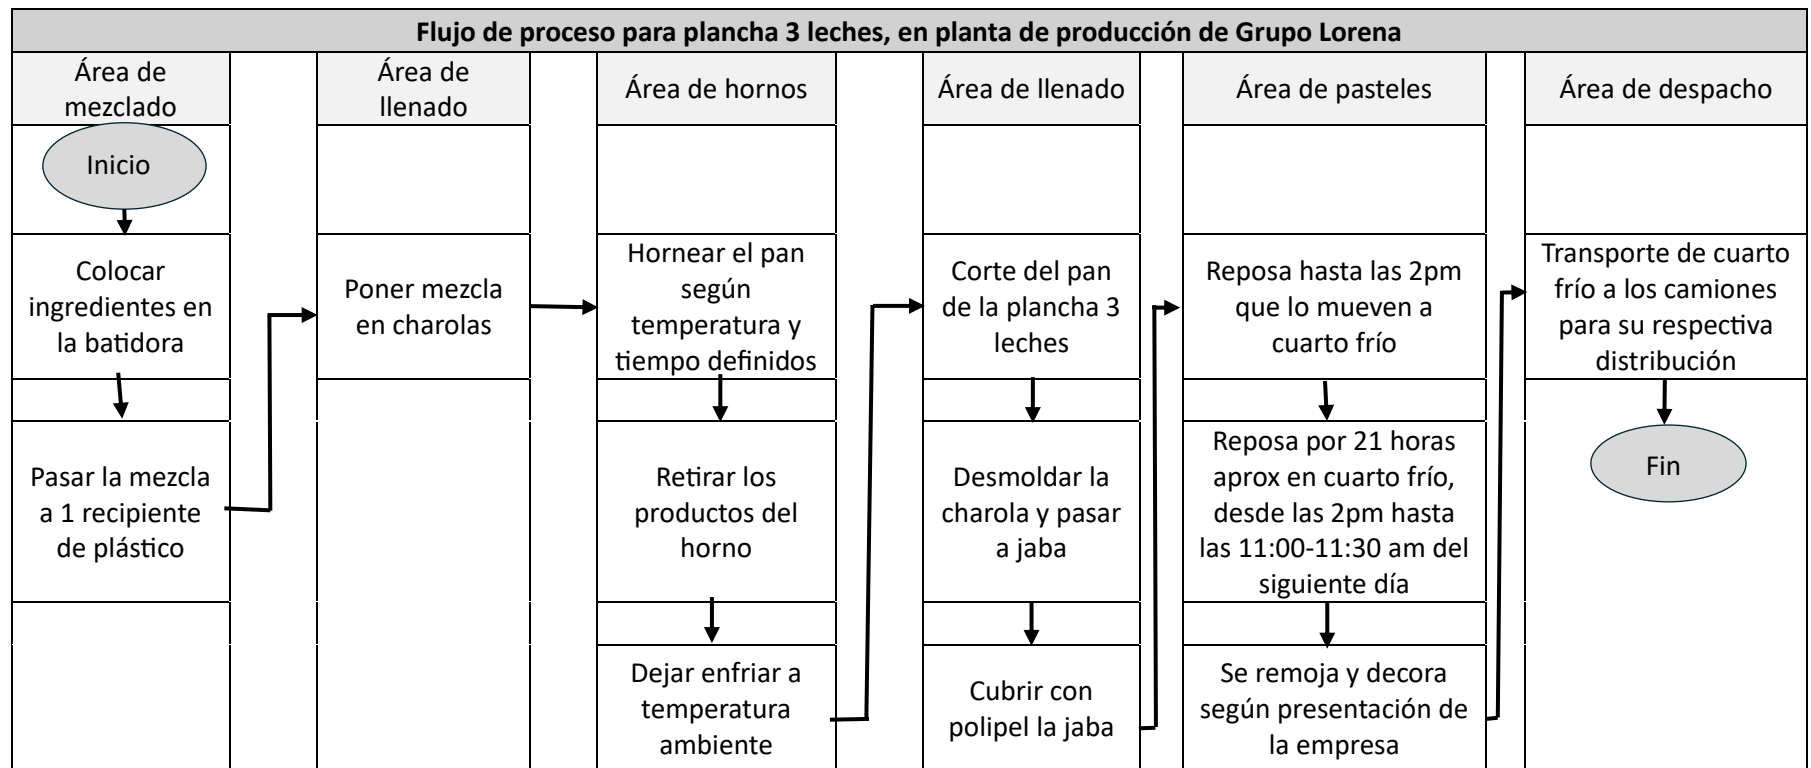 Flujo de proceso para plancha 3 leches, en planta de producción de Grupo Lorena
Área de
mezclado
Área de
llenado
Área de hornos
Área de llenado
Área de pasteles
Área de despacho
Inicio
Colocar
ingredientes en
la batidora
Pasar la mezcla
a 1 recipiente
de plástico
Poner mezcla
en charolas
Hornear el pan
según
temperatura y
tiempo definidos
Retirar los
productos del
horno
Dejar enfriar a
temperatura
ambiente
Corte del pan
de la plancha 3
leches
Desmoldar la
charola y pasar
a jaba
Cubrir con
polipel la jaba
Reposa hasta las 2pm
que lo mueven a
cuarto frío
Reposa por 21 horas
aprox en cuarto frío,
desde las 2pm hasta
las 11:00-11:30 am del
siguiente día
Se remoja y decora
según presentación de
la empresa
Transporte de cuarto
frío a los camiones
para su respectiva
distribución
Fin